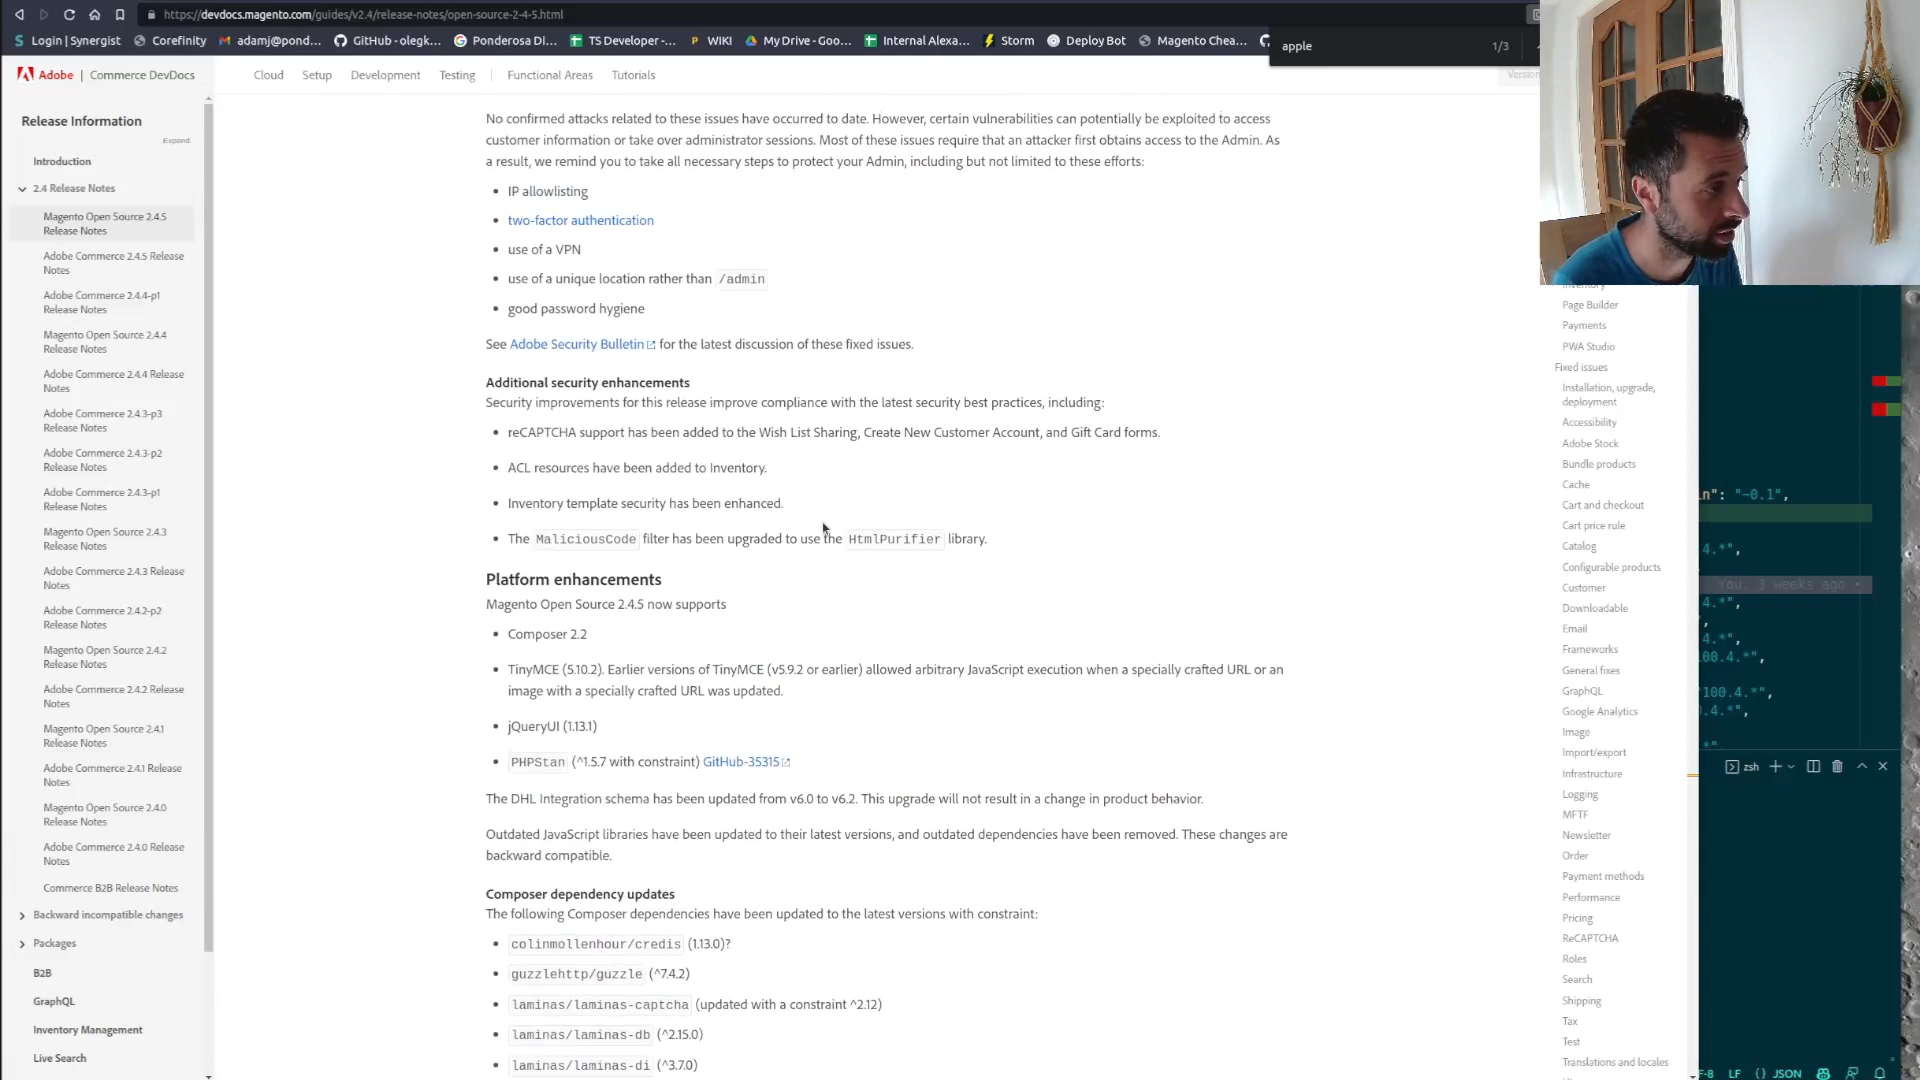 https://devdocs.magento.com/guides/v2.4/release-notes/open-source-2-4-5.html
Login | Synergist
Corefinity
adamj@pond...
GitHub - olegk...
Ponderosa Di...
TS Developer -...
WIKI
My Drive - Goo...
Internal Alexa...
Storm
Deploy Bot
Magento Chea...
apple
1/3
Adobe | Commerce DevDocs
Cloud
Setup
Development
Testing
Functional Areas
Tutorials
Version
Release Information
Expand
Introduction
2.4 Release Notes
Magento Open Source 2.4.5
Release Notes
Adobe Commerce 2.4.5 Release
Notes
Adobe Commerce 2.4.4-p1
Release Notes
Magento Open Source 2.4.4
Release Notes
Adobe Commerce 2.4.4 Release
Notes
Adobe Commerce 2.4.3-p3
Release Notes
Adobe Commerce 2.4.3-p2
Release Notes
Adobe Commerce 2.4.3-p1
Release Notes
Magento Open Source 2.4.3
Release Notes
Adobe Commerce 2.4.3 Release
Notes
Adobe Commerce 2.4.2-p2
Release Notes
Magento Open Source 2.4.2
Release Notes
Adobe Commerce 2.4.2 Release
Notes
Magento Open Source 2.4.1
Release Notes
Adobe Commerce 2.4.1 Release
Notes
Magento Open Source 2.4.0
Release Notes
Adobe Commerce 2.4.0 Release
Notes
Commerce B2B Release Notes
Backward incompatible changes
Packages
B2B
GraphQL
Inventory Management
Live Search
No confirmed attacks related to these issues have occurred to date. However, certain vulnerabilities can potentially be exploited to access
customer information or take over administrator sessions. Most of these issues require that an attacker first obtains access to the Admin. As
a result, we remind you to take all necessary steps to protect your Admin, including but not limited to these efforts:
• IP allowlisting
• two-factor authentication
• use of a VPN
• use of a unique location rather than /admin
• good password hygiene
See Adobe Security Bulletin for the latest discussion of these fixed issues.
Additional security enhancements
Security improvements for this release improve compliance with the latest security best practices, including:
• reCAPTCHA support has been added to the Wish List Sharing, Create New Customer Account, and Gift Card forms.
• ACL resources have been added to Inventory.
• Inventory template security has been enhanced.
• The MaliciousCode filter has been upgraded to use the HtmlPurifier library.
Platform enhancements
Magento Open Source 2.4.5 now supports
• Composer 2.2
• TinyMCE (5.10.2). Earlier versions of TinyMCE (v5.9.2 or earlier) allowed arbitrary JavaScript execution when a specially crafted URL or an
image with a specially crafted URL was updated.
• jQueryUI (1.13.1)
• PHPStan (^1.5.7 with constraint) GitHub-35315
The DHL Integration schema has been updated from v6.0 to v6.2. This upgrade will not result in a change in product behavior.
Outdated JavaScript libraries have been updated to their latest versions, and outdated dependencies have been removed. These changes are
backward compatible.
Composer dependency updates
The following Composer dependencies have been updated to the latest versions with constraint:
• colinmollenhour/credis (1.13.0)?
• guzzlehttp/guzzle (^7.4.2)
• laminas/laminas-captcha (updated with a constraint ^2.12)
• laminas/laminas-db (^2.15.0)
• laminas/laminas-di (^3.7.0)
Inventory
Page Builder
Payments
PWA Studio
Fixed issues
Installation, upgrade,
deployment
Accessibility
Adobe Stock
Bundle products
Cache
Cart and checkout
Cart price rule
Catalog
Configurable products
Customer
Downloadable
Email
Frameworks
General fixes
GraphQL
Google Analytics
Image
Import/export
Infrastructure
Logging
MFTF
Newsletter
Order
Payment methods
Performance
Pricing
ReCAPTCHA
Roles
Search
Shipping
Tax
Test
Translations and locales
in": "~0.1",
4.*",
You, 3 weeks ago •
4.*",
4.*",
00.4.*",
100.4.*",
.4.*",
.*"
zsh
F-8
LF
{ } JSON